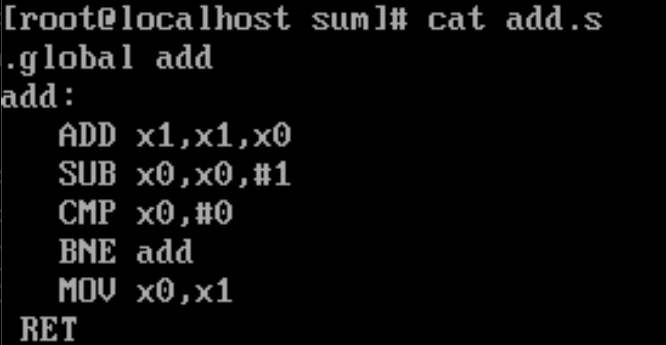 [root@localhost sum]# cat add.s
.global add
add:
   ADD x1,x1,x0
   SUB x0,x0,#1
   CMP x0,#0
   BNE add
   MOV x0,x1
 RET